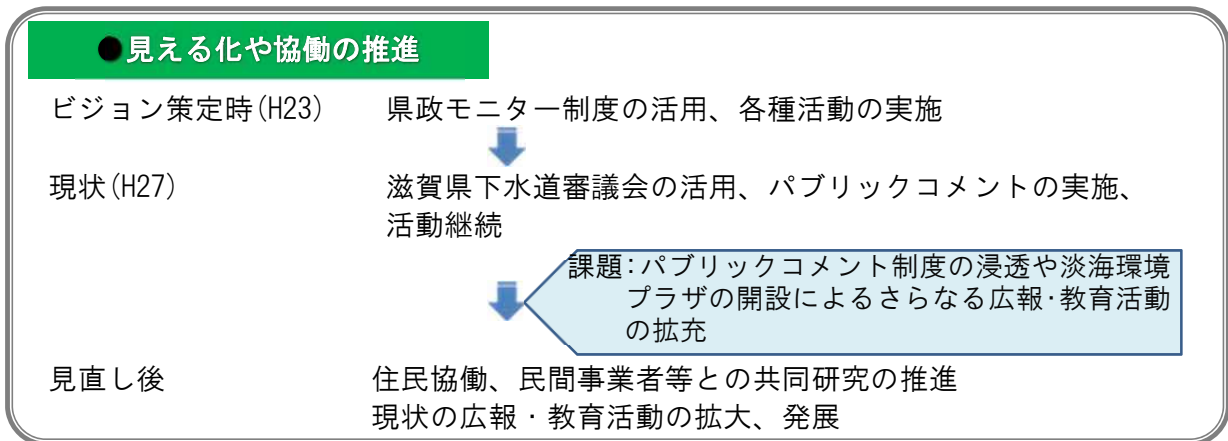 ●見える化や協働の推進
ビジョン策定時(H23) 県政モニター制度の活用、各種活動の実施
現状(H27) 滋賀県下水道審議会の活用、パブリックコメントの実施、
活動継続
課題:パブリックコメント制度の浸透や淡海環境
プラザの開設によるさらなる広報・教育活動
の拡充
見直し後 住民協働、民間事業者等との共同研究の推進
現状の広報・教育活動の拡大、発展